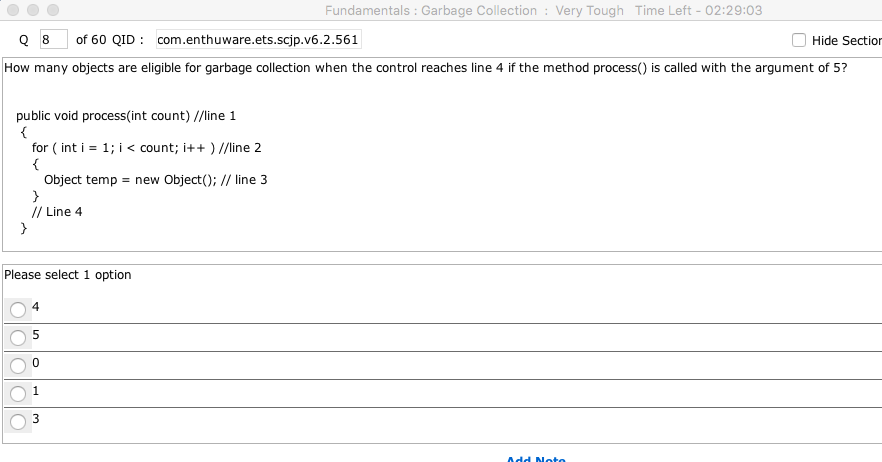 Fundamentals : Garbage Collection : Very Tough Time Left - 02:29:03
Q 8 of 60 QID : com.enthuware.ets.scjp.v6.2.561 Hide Section
How many objects are eligible for garbage collection when the control reaches line 4 if the method process() is called with the argument of 5?
public void process(int count) //line 1
{
for ( int i = 1; i < count; i++ ) //line 2
{
Object temp = new Object(); // line 3
}
// Line 4
}
Please select 1 option
4
5
0
1
3
Add Note